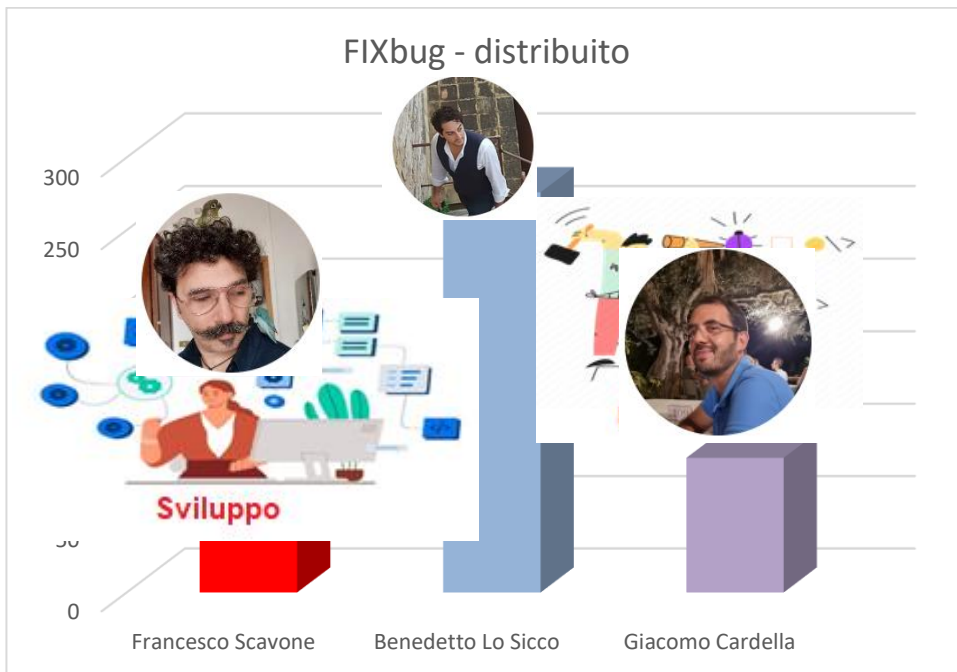 FIXbug - distribuito
300
250
Sviluppo
0
Francesco Scavone Benedetto Lo Sicco Giacomo Cardella